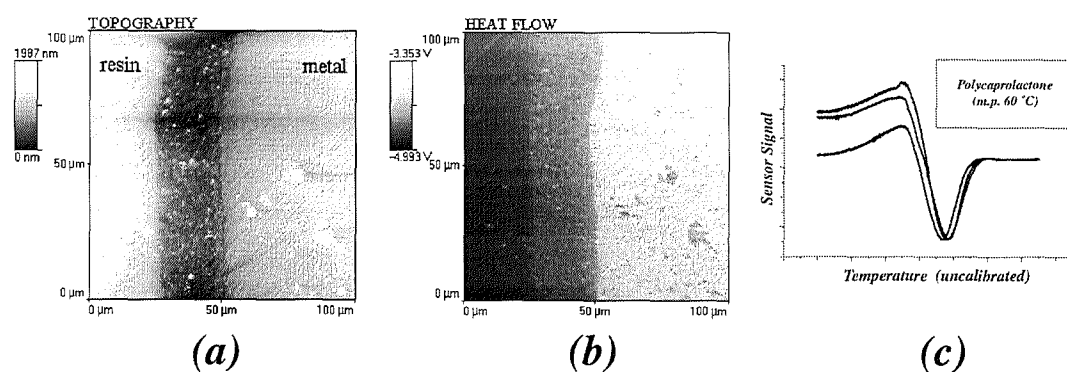 TOPOGRAPHY
1987 nm
0 nm
100 µm
50 µm
0 µm
resin
metal
0 µm
50 µm
100 µm
(a)
HEAT FLOW
-3.353 V
-4.993 V
100 µm
50 µm
0 µm
0 µm
50 µm
100 µm
(b)
Sensor Signal
Polycaprolactone
(m.p. 60 °C)
Temperature (uncalibrated)
(c)